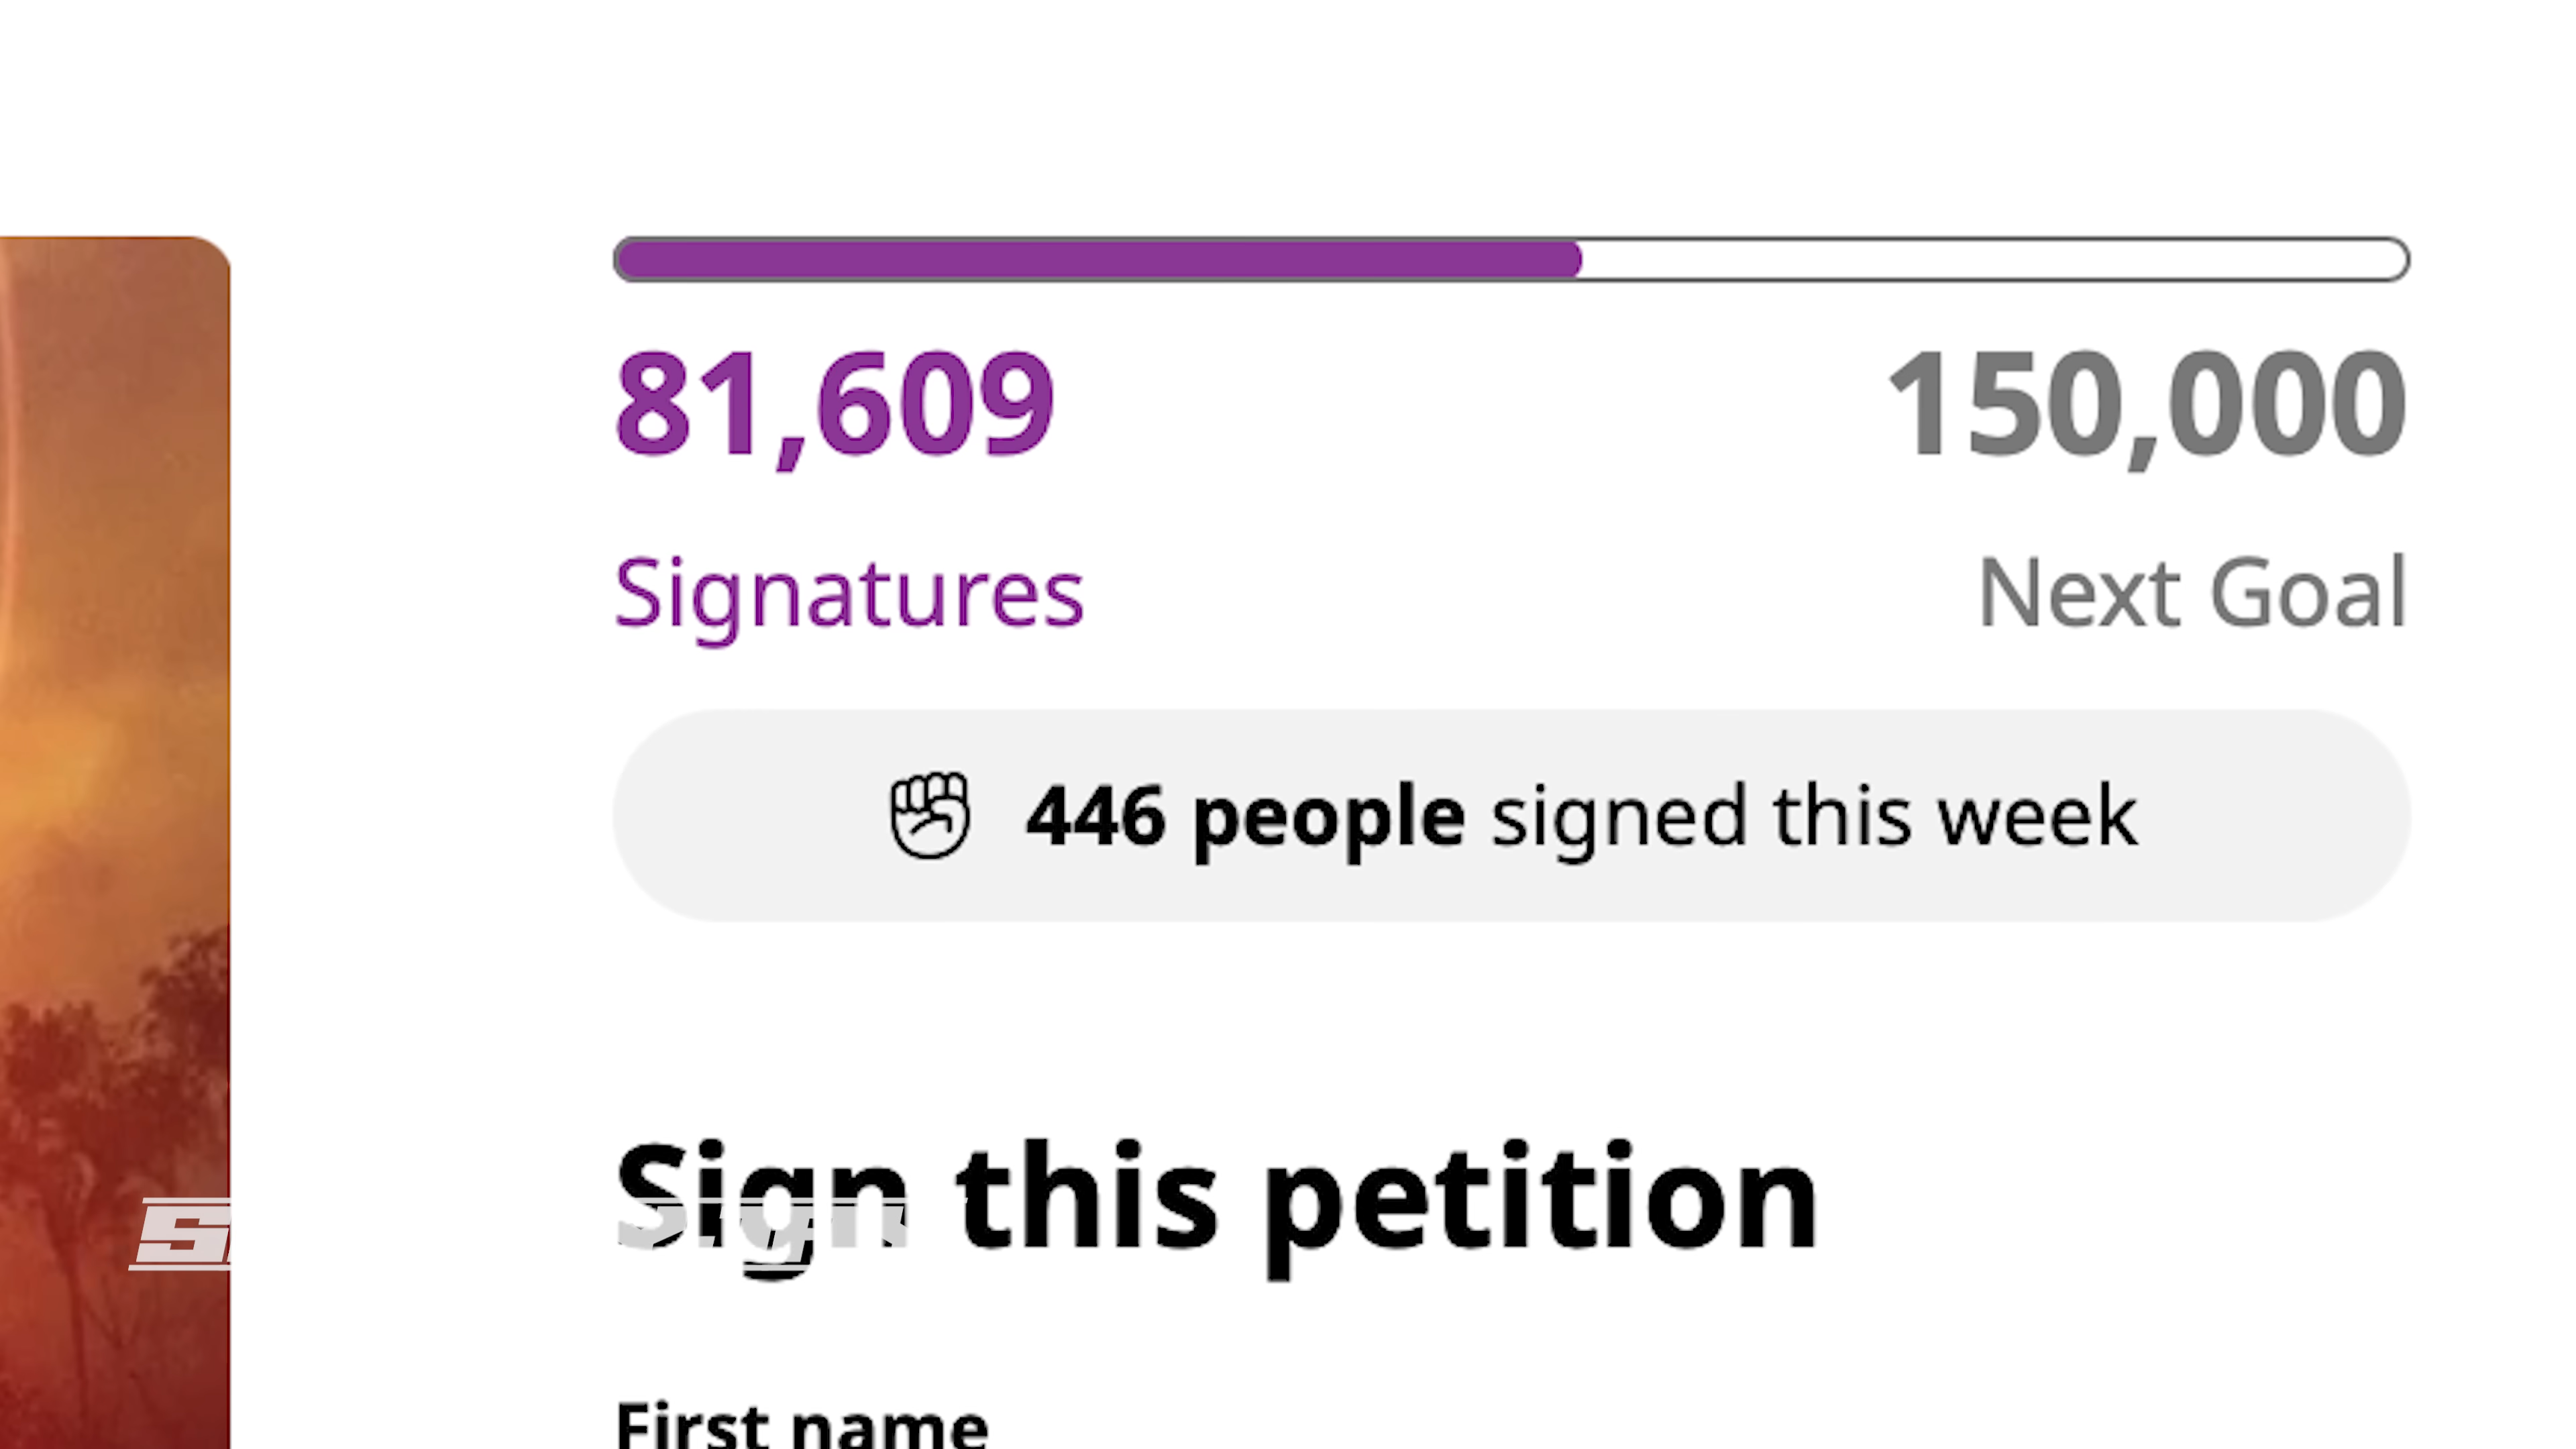 81,609
150,000
Signatures
Next Goal
446 people signed this week
Sign this petition
First name